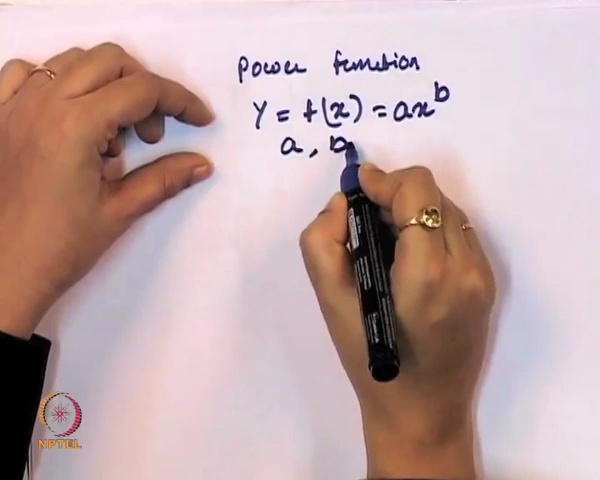 Power function
Y = f(x) = ax^b
a, b
NPTEL